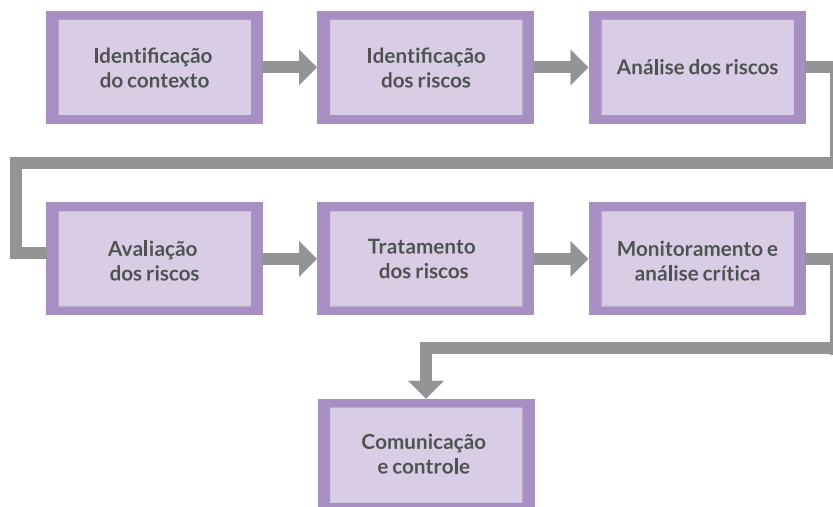 Identificação
do contexto
Identificação
dos riscos
Análise dos riscos
Avaliação
dos riscos
Tratamento
dos riscos
Monitoramento e
análise crítica
Comunicação
e controle